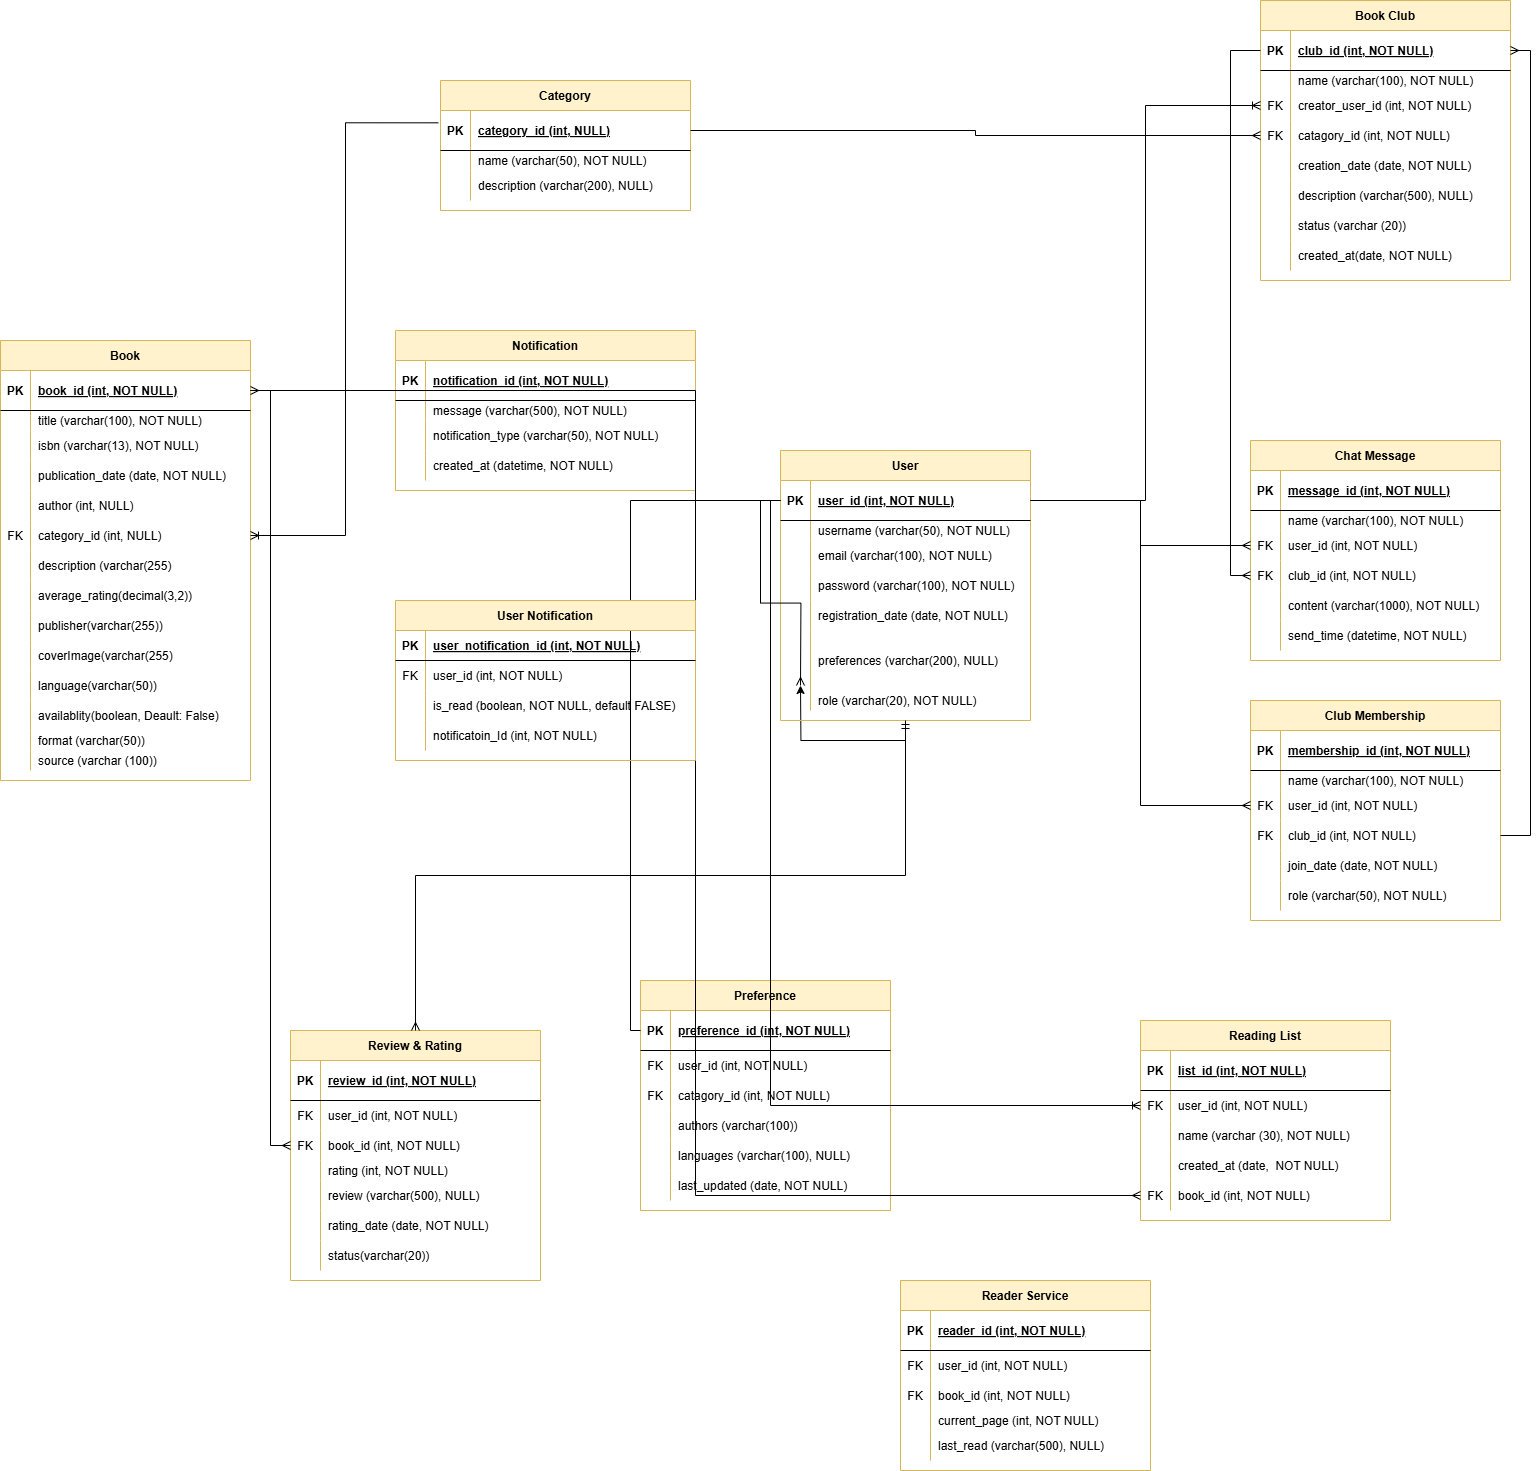 Book Club
PK club_id (int, NOT NULL)
name (varchar(100), NOT NULL)
FK creator_user_id (int, NOT NULL)
FK catagory_id (int, NOT NULL)
creation_date (date, NOT NULL)
description (varchar(500), NULL)
status (varchar (20))
created_at(date, NOT NULL)
Category
PK category_id (int, NULL)
name (varchar(50), NOT NULL)
description (varchar(200), NULL)
Book
PK book_id (int, NOT NULL)
title (varchar(100), NOT NULL)
isbn (varchar(13), NOT NULL)
publication_date (date, NOT NULL)
author (int, NULL)
FK category_id (int, NULL)
description (varchar(255)
average_rating(decimal(3,2))
publisher(varchar(255))
coverImage(varchar(255)
language(varchar(50))
availablity(boolean, Deault: False)
format (varchar(50))
source (varchar (100))
Notification
PK notification_id (int, NOT NULL)
message (varchar(500), NOT NULL)
notification_type (varchar(50), NOT NULL)
created_at (datetime, NOT NULL)
User
PK user_id (int, NOT NULL)
username (varchar(50), NOT NULL)
email (varchar(100), NOT NULL)
password (varchar(100), NOT NULL)
registration_date (date, NOT NULL)
preferences (varchar(200), NULL)
role (varchar(20), NOT NULL)
Chat Message
PK message_id (int, NOT NULL)
name (varchar(100), NOT NULL)
FK user_id (int, NOT NULL)
FK club_id (int, NOT NULL)
content (varchar(1000), NOT NULL)
send_time (datetime, NOT NULL)
User Notification
PK user_notification_id (int, NOT NULL)
FK user_id (int, NOT NULL)
is_read (boolean, NOT NULL, default FALSE)
notificatoin_Id (int, NOT NULL)
Club Membership
PK membership_id (int, NOT NULL)
name (varchar(100), NOT NULL)
FK user_id (int, NOT NULL)
FK club_id (int, NOT NULL)
join_date (date, NOT NULL)
role (varchar(50), NOT NULL)
Review & Rating
PK review_id (int, NOT NULL)
FK user_id (int, NOT NULL)
FK book_id (int, NOT NULL)
rating (int, NOT NULL)
review (varchar(500), NULL)
rating_date (date, NOT NULL)
status(varchar(20))
Preference
PK preference_id (int, NOT NULL)
FK user_id (int, NOT NULL)
FK catagory_id (int, NOT NULL)
authors (varchar(100))
languages (varchar(100), NULL)
last_updated (date, NOT NULL)
Reading List
PK list_id (int, NOT NULL)
FK user_id (int, NOT NULL)
name (varchar (30), NOT NULL)
created_at (date, NOT NULL)
FK book_id (int, NOT NULL)
Reader Service
PK reader_id (int, NOT NULL)
FK user_id (int, NOT NULL)
FK book_id (int, NOT NULL)
current_page (int, NOT NULL)
last_read (varchar(500), NULL)